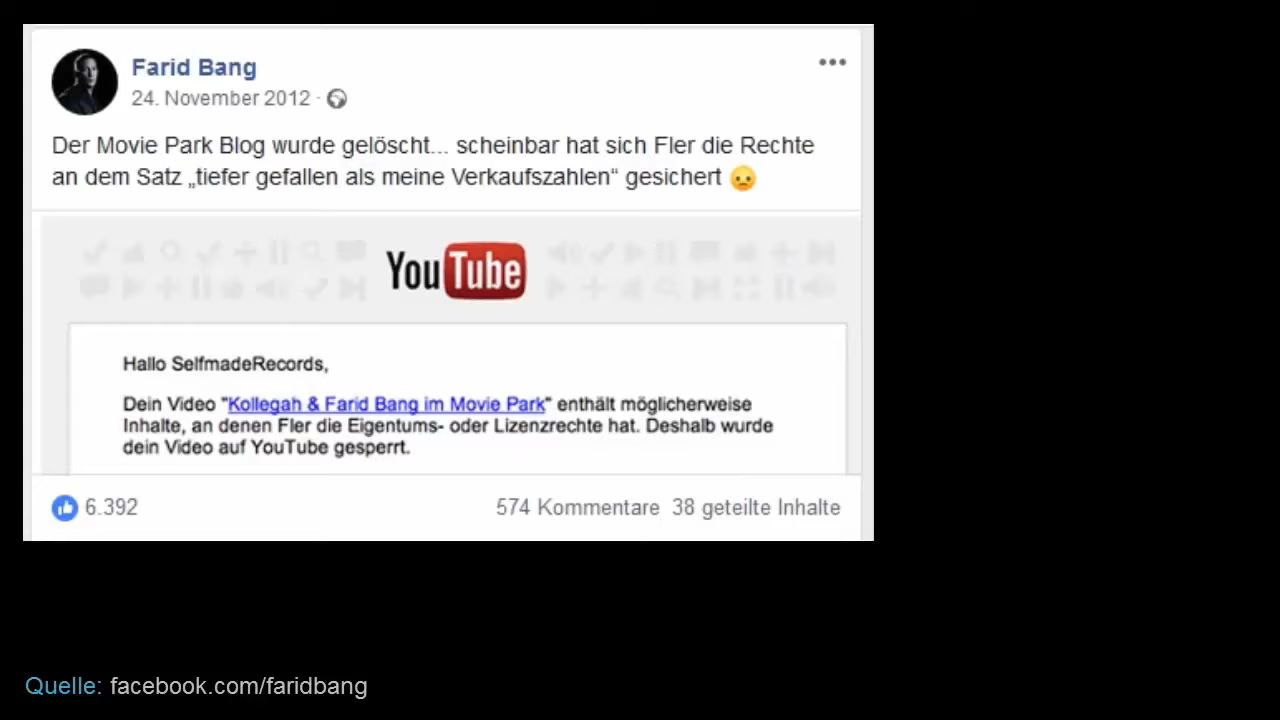 Farid Bang
24. November 2012 ·
Der Movie Park Blog wurde gelöscht... scheinbar hat sich Fler die Rechte
an dem Satz „tiefer gefallen als meine Verkaufszahlen“ gesichert 😡
YouTube
Hallo SelfmadeRecords,
Dein Video "Kollegah & Farid Bang im Movie Park" enthält möglicherweise
Inhalte, an denen Fler die Eigentums- oder Lizenzrechte hat. Deshalb wurde
dein Video auf YouTube gesperrt.
6.392 574 Kommentare 38 geteilte Inhalte
Quelle: facebook.com/faridbang